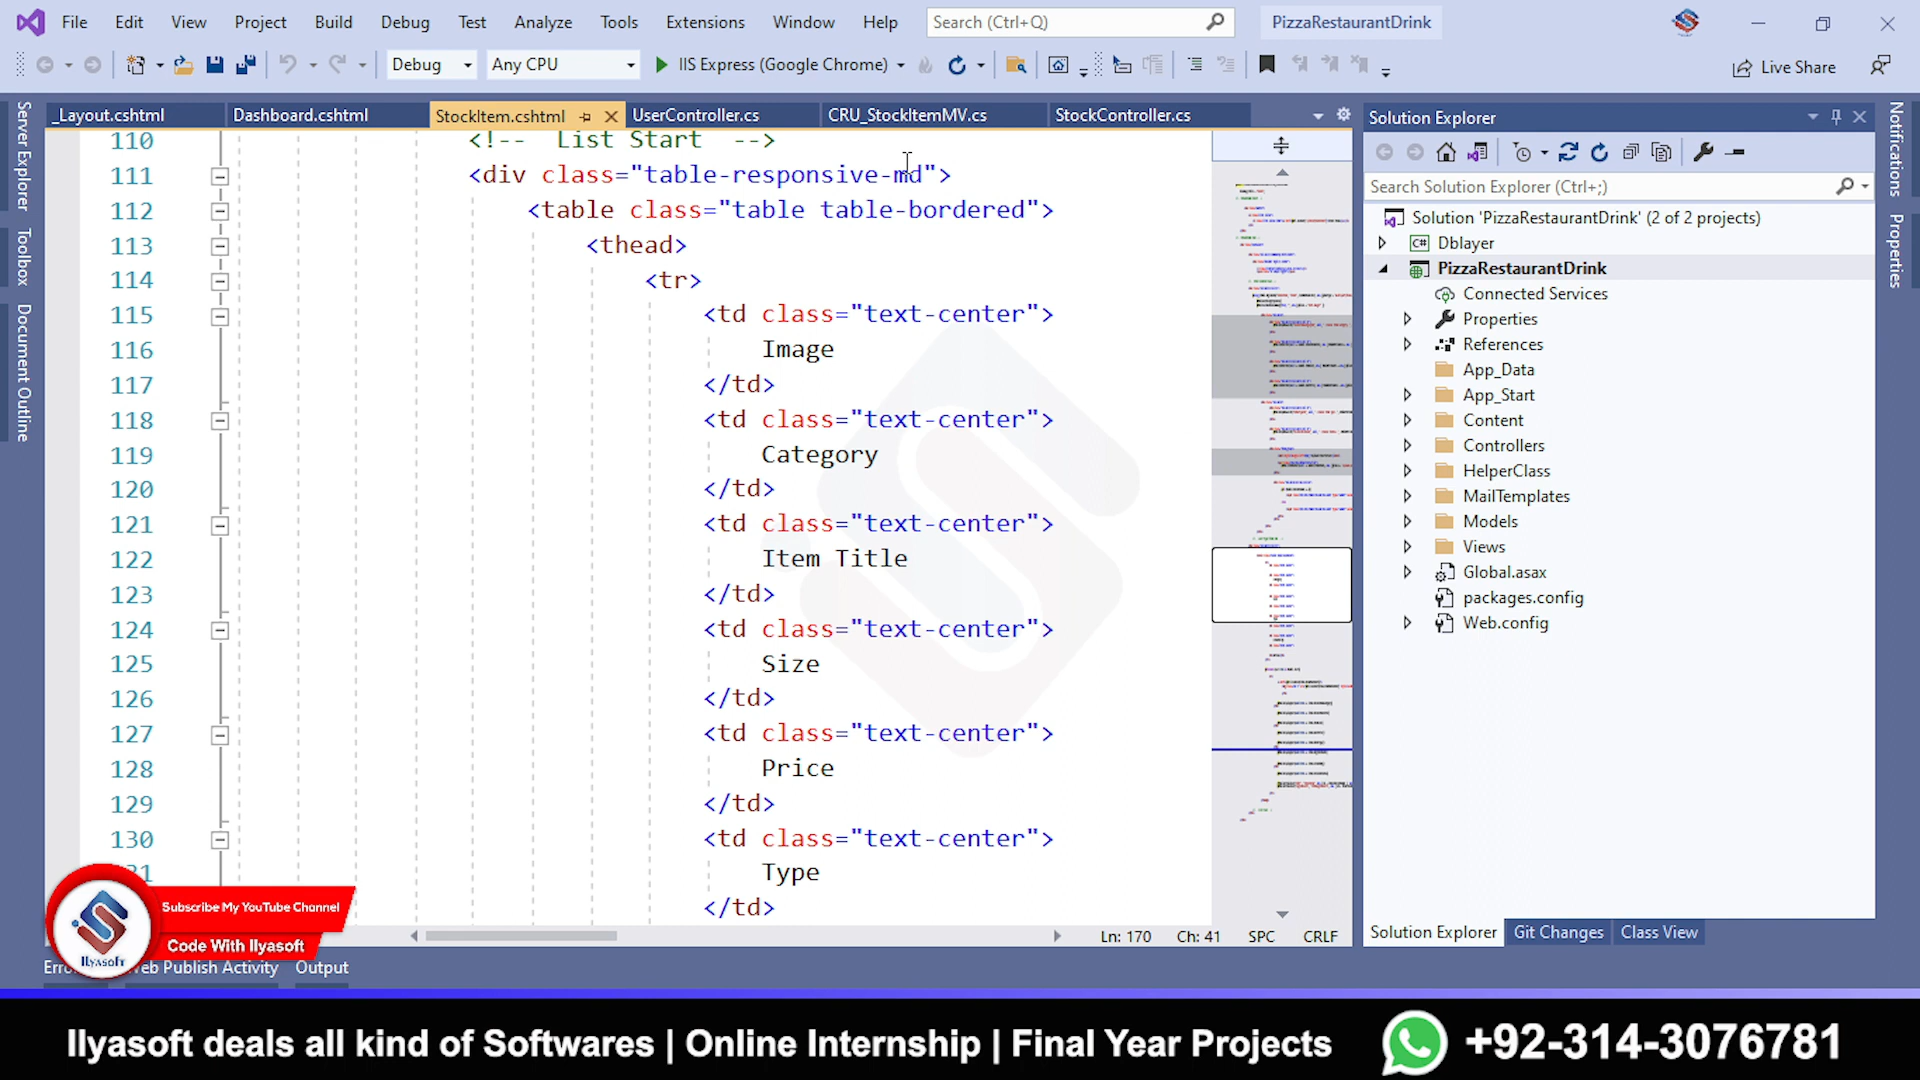 File Edit View Project Build Debug Test Analyze Tools Extensions Window Help Search (Ctrl+Q) PizzaRestaurantDrink
Debug Any CPU IIS Express (Google Chrome) Live Share
_Layout.cshtml Dashboard.cshtml StockItem.cshtml UserController.cs CRU_StockItemMV.cs StockController.cs
Server Explorer
Toolbox
Document Outline
110 <!-- List Start -->
111 <div class="table-responsive-md">
112 <table class="table table-bordered">
113 <thead>
114 <tr>
115 <td class="text-center">
116 Image
117 </td>
118 <td class="text-center">
119 Category
120 </td>
121 <td class="text-center">
122 Item Title
123 </td>
124 <td class="text-center">
125 Size
126 </td>
127 <td class="text-center">
128 Price
129 </td>
130 <td class="text-center">
Type
</td>
Ln: 170 Ch: 41 SPC CRLF
Solution Explorer
Search Solution Explorer (Ctrl+;)
Solution 'PizzaRestaurantDrink' (2 of 2 projects)
C# Dblayer
PizzaRestaurantDrink
Connected Services
Properties
References
App_Data
App_Start
Content
Controllers
HelperClass
MailTemplates
Models
Views
Global.asax
packages.config
Web.config
Solution Explorer Git Changes Class View
Notifications
Properties
Subscribe My YouTube Channel
Code With Ilyasoft
Ilyasoft
Publish Activity Output
Ilyasoft deals all kind of Softwares | Online Internship | Final Year Projects +92-314-3076781